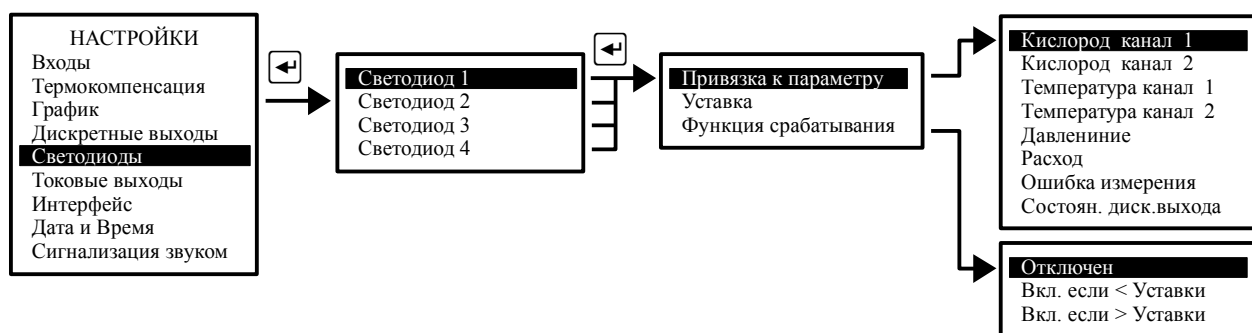 НАСТРОЙКИ
Входы
Термокомпенсация
График
Дискретные выходы
Светодиоды
Токовые выходы
Интерфейс
Дата и Время
Сигнализация звуком
Светодиод 1
Светодиод 2
Светодиод 3
Светодиод 4
Привязка к параметру
Уставка
Функция срабатывания
Кислород канал 1
Кислород канал 2
Температура канал 1
Температура канал 2
Давлениние
Расход
Ошибка измерения
Состоян. диск.выхода
Отключен
Вкл. если < Уставки
Вкл. если > Уставки